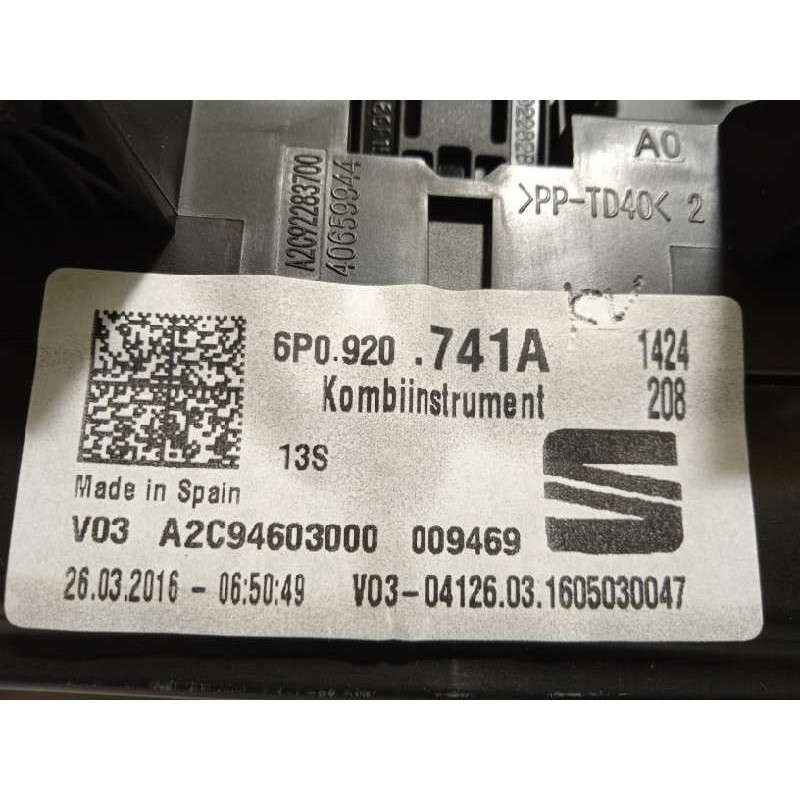 A2C92283700
40659944
A0
>PP-TD40< 2
KV
6P0.920 .741A 1424
Kombiinstrument 208
13S
Made in Spain
V03 A2C94603000 009469
26.03.2016 - 06:50:49 V03-04126.03.1605030047